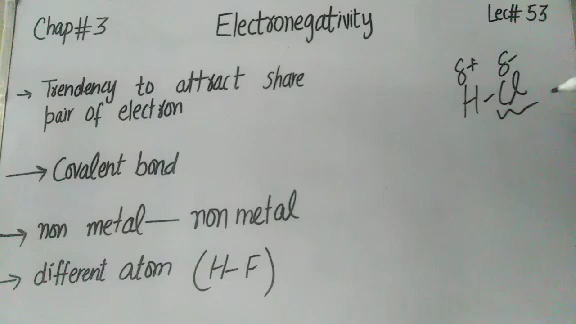 Chap#3
Electronegativity
Lec# 53
→ Trendency to attract share
pair of electron
δ+ δ-
H-Cl
→ Covalent bond
→ non metal — non metal
→ different atom (H-F)